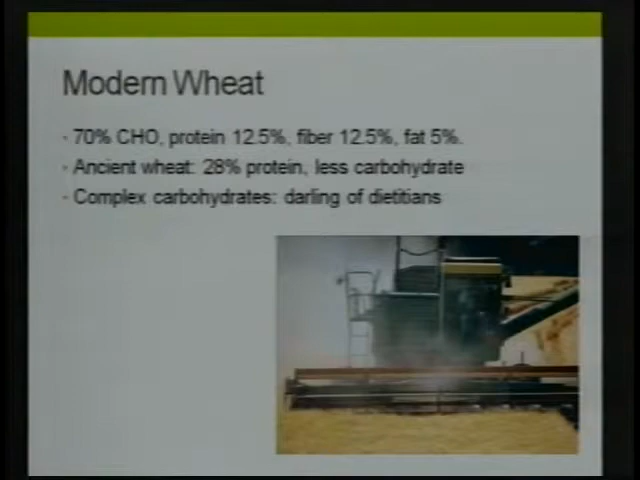 Modern Wheat
• 70% CHO, protein 12.5%, fiber 12.5%, fat 5%.
• Ancient wheat: 28% protein, less carbohydrate
• Complex carbohydrates: darling of dietitians